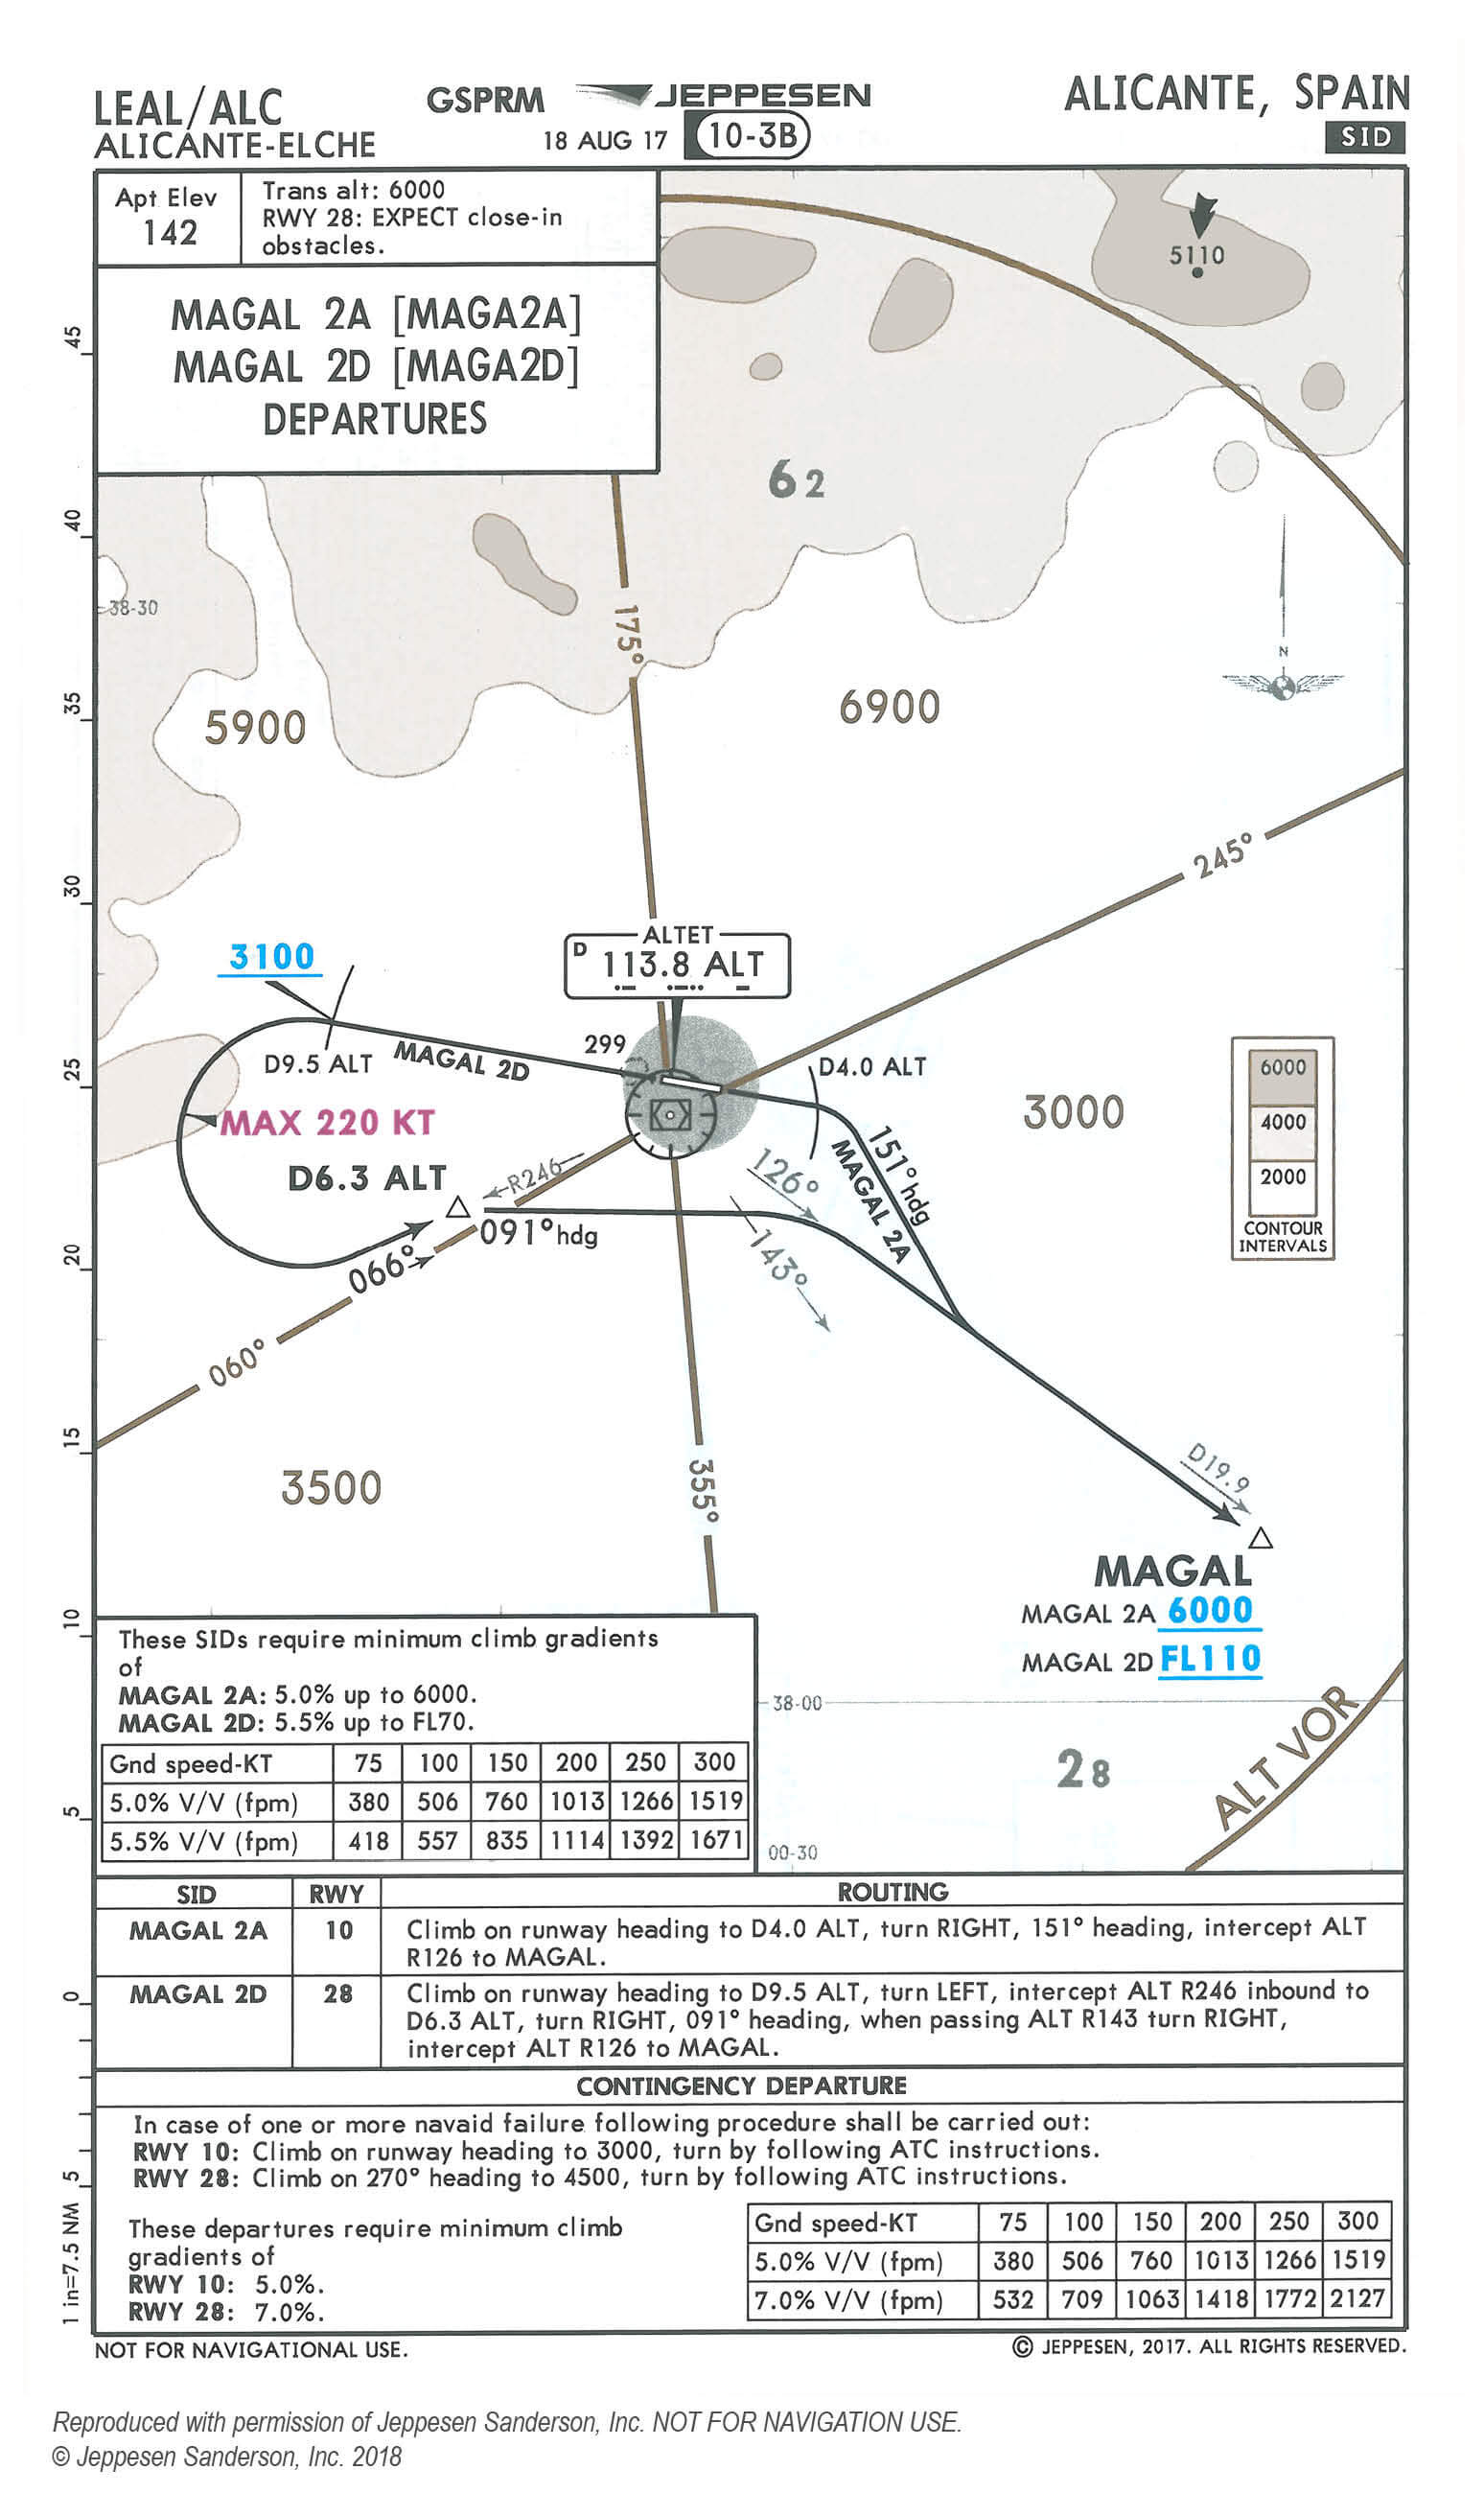 LEAL/ALC
ALICANTE-ELCHE
GSPRM
JEPPESEN
18 AUG 17
10-3B
ALICANTE, SPAIN
SID
Apt Elev
142
Trans alt: 6000
RWY 28: EXPECT close-in
obstacles.
MAGAL 2A [MAGA2A]
MAGAL 2D [MAGA2D]
DEPARTURES
5110
45
62
40
38-30
175°
N
35
5900
6900
245°
30
3100
ALTET
D 113.8 ALT
299
D9.5 ALT
MAGAL 2D
D4.0 ALT
25
6000
4000
2000
CONTOUR
INTERVALS
3000
MAX 220 KT
D6.3 ALT
R246
126°
151°hdg
MAGAL 2A
091°hdg
143°
066°
20
060°
15
3500
355°
D19.9
MAGAL
MAGAL 2A 6000
MAGAL 2D FL110
10
These SIDs require minimum climb gradients
of
MAGAL 2A: 5.0% up to 6000.
MAGAL 2D: 5.5% up to FL70.
38-00
28
ALT VOR
Gnd speed-KT 75 100 150 200 250 300
5.0% V/V (fpm) 380 506 760 1013 1266 1519
5.5% V/V (fpm) 418 557 835 1114 1392 1671
5
00-30
SID RWY ROUTING
MAGAL 2A 10 Climb on runway heading to D4.0 ALT, turn RIGHT, 151° heading, intercept ALT
R126 to MAGAL.
MAGAL 2D 28 Climb on runway heading to D9.5 ALT, turn LEFT, intercept ALT R246 inbound to
D6.3 ALT, turn RIGHT, 091° heading, when passing ALT R143 turn RIGHT,
intercept ALT R126 to MAGAL.
0
CONTINGENCY DEPARTURE
In case of one or more navaid failure following procedure shall be carried out:
RWY 10: Climb on runway heading to 3000, turn by following ATC instructions.
RWY 28: Climb on 270° heading to 4500, turn by following ATC instructions.
5
1 in=7.5 NM
These departures require minimum climb
gradients of
RWY 10: 5.0%.
RWY 28: 7.0%.
Gnd speed-KT 75 100 150 200 250 300
5.0% V/V (fpm) 380 506 760 1013 1266 1519
7.0% V/V (fpm) 532 709 1063 1418 1772 2127
NOT FOR NAVIGATIONAL USE.
© JEPPESEN, 2017. ALL RIGHTS RESERVED.
Reproduced with permission of Jeppesen Sanderson, Inc. NOT FOR NAVIGATION USE.
© Jeppesen Sanderson, Inc. 2018